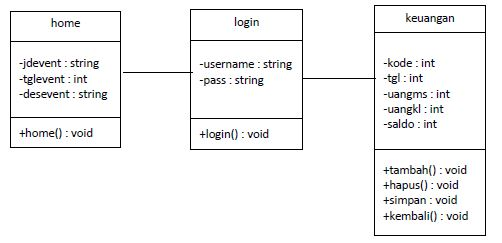 home
-jdevent : string
-tglevent : int
-desevent : string
+home() : void
login
-username : string
-pass : string
+login() : void
keuangan
-kode : int
-tgl : int
-uangms : int
-uangkl : int
-saldo : int
+tambah() : void
+hapus() : void
+simpan : void
+kembali() : void